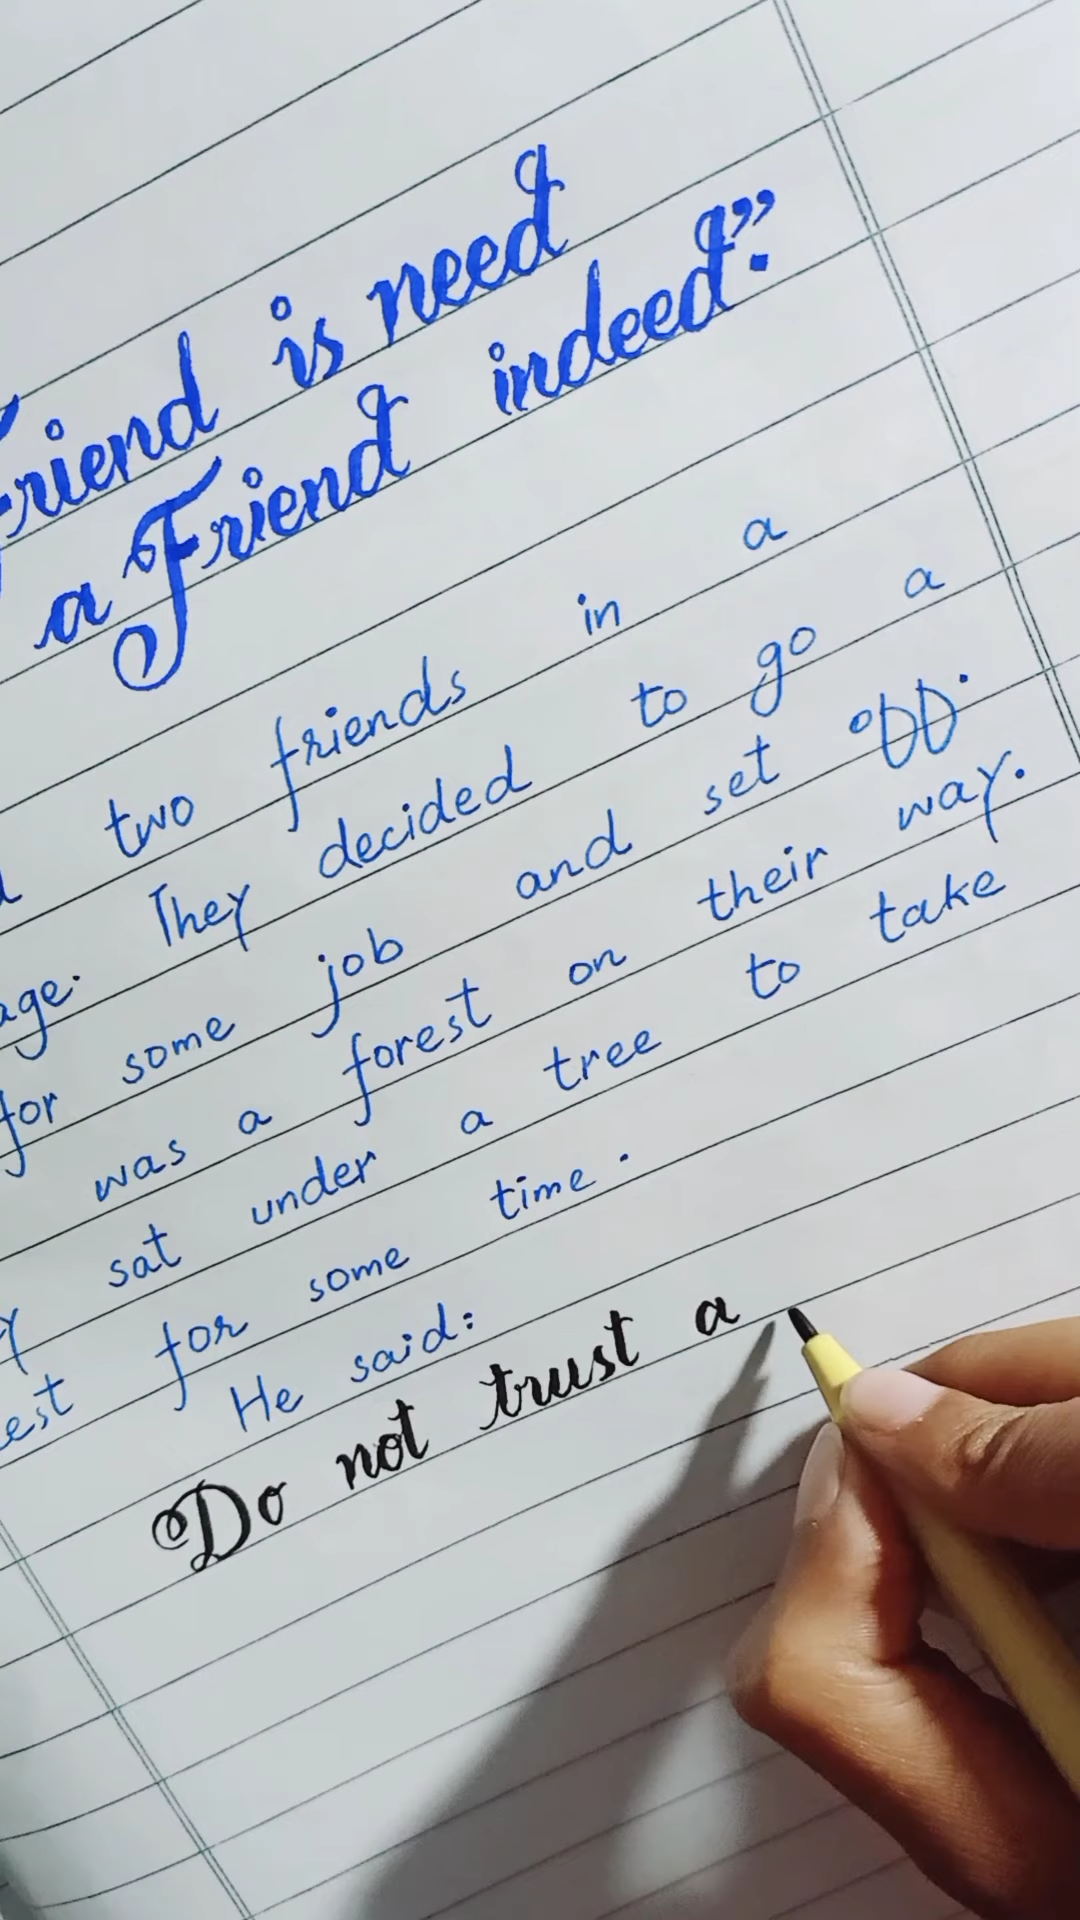 Friend is need
a Friend indeed”.
two friends in a
age. They decided to go a
for some job and set
was a forest on their way.
sat under a tree to take
est for some time.
He said:
Do not trust a